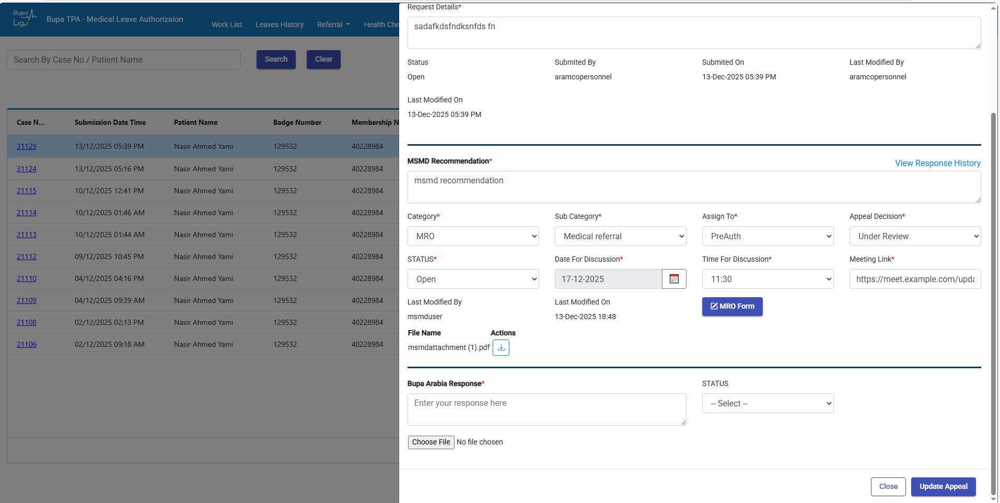 Bupa
بوبا
Bupa TPA - Medical Leave Authorizaion
Work List
Leaves History
Referral
Health Che
Search By Case No / Patient Name
Search
Clear
Case N...
Submission Date Time
Patient Name
Badge Number
Membership N
31129 13/12/2025 05:39 PM Nasir Ahmed Yami 129532 40228984
31124 13/12/2025 05:16 PM Nasir Ahmed Yami 129532 40228984
21115 10/12/2025 12:41 PM Nasir Ahmed Yami 129532 40228984
21114 10/12/2025 01:46 AM Nasir Ahmed Yami 129532 40228984
21113 10/12/2025 01:44 AM Nasir Ahmed Yami 129532 40228984
21112 09/12/2025 10:45 PM Nasir Ahmed Yami 129532 40228984
21110 04/12/2025 04:16 PM Nasir Ahmed Yami 129532 40228984
21109 04/12/2025 09:39 AM Nasir Ahmed Yami 129532 40228984
21108 02/12/2025 02:13 PM Nasir Ahmed Yami 129532 40228984
21106 02/12/2025 09:18 AM Nasir Ahmed Yami 129532 40228984
Request Details*
sadafkdsfndksnfds fn
Status Submited By Submited On Last Modified By
Open aramcopersonnel 13-Dec-2025 05:39 PM aramcopersonnel
Last Modified On
13-Dec-2025 05:39 PM
MSMD Recommendation*
View Response History
msmd recommendation
Category* Sub Category* Assign To* Appeal Decision*
MRO Medical referral PreAuth Under Review
STATUS* Date For Discussion* Time For Discussion* Meeting Link*
Open 17-12-2025 11:30 https://meet.example.com/upda
Last Modified By Last Modified On
MRO Form
msmduser 13-Dec-2025 18:48
File Name Actions
msmdattachment (1).pdf
Bupa Arabia Response* STATUS
Enter your response here
-- Select --
Choose File No file chosen
Close
Update Appeal